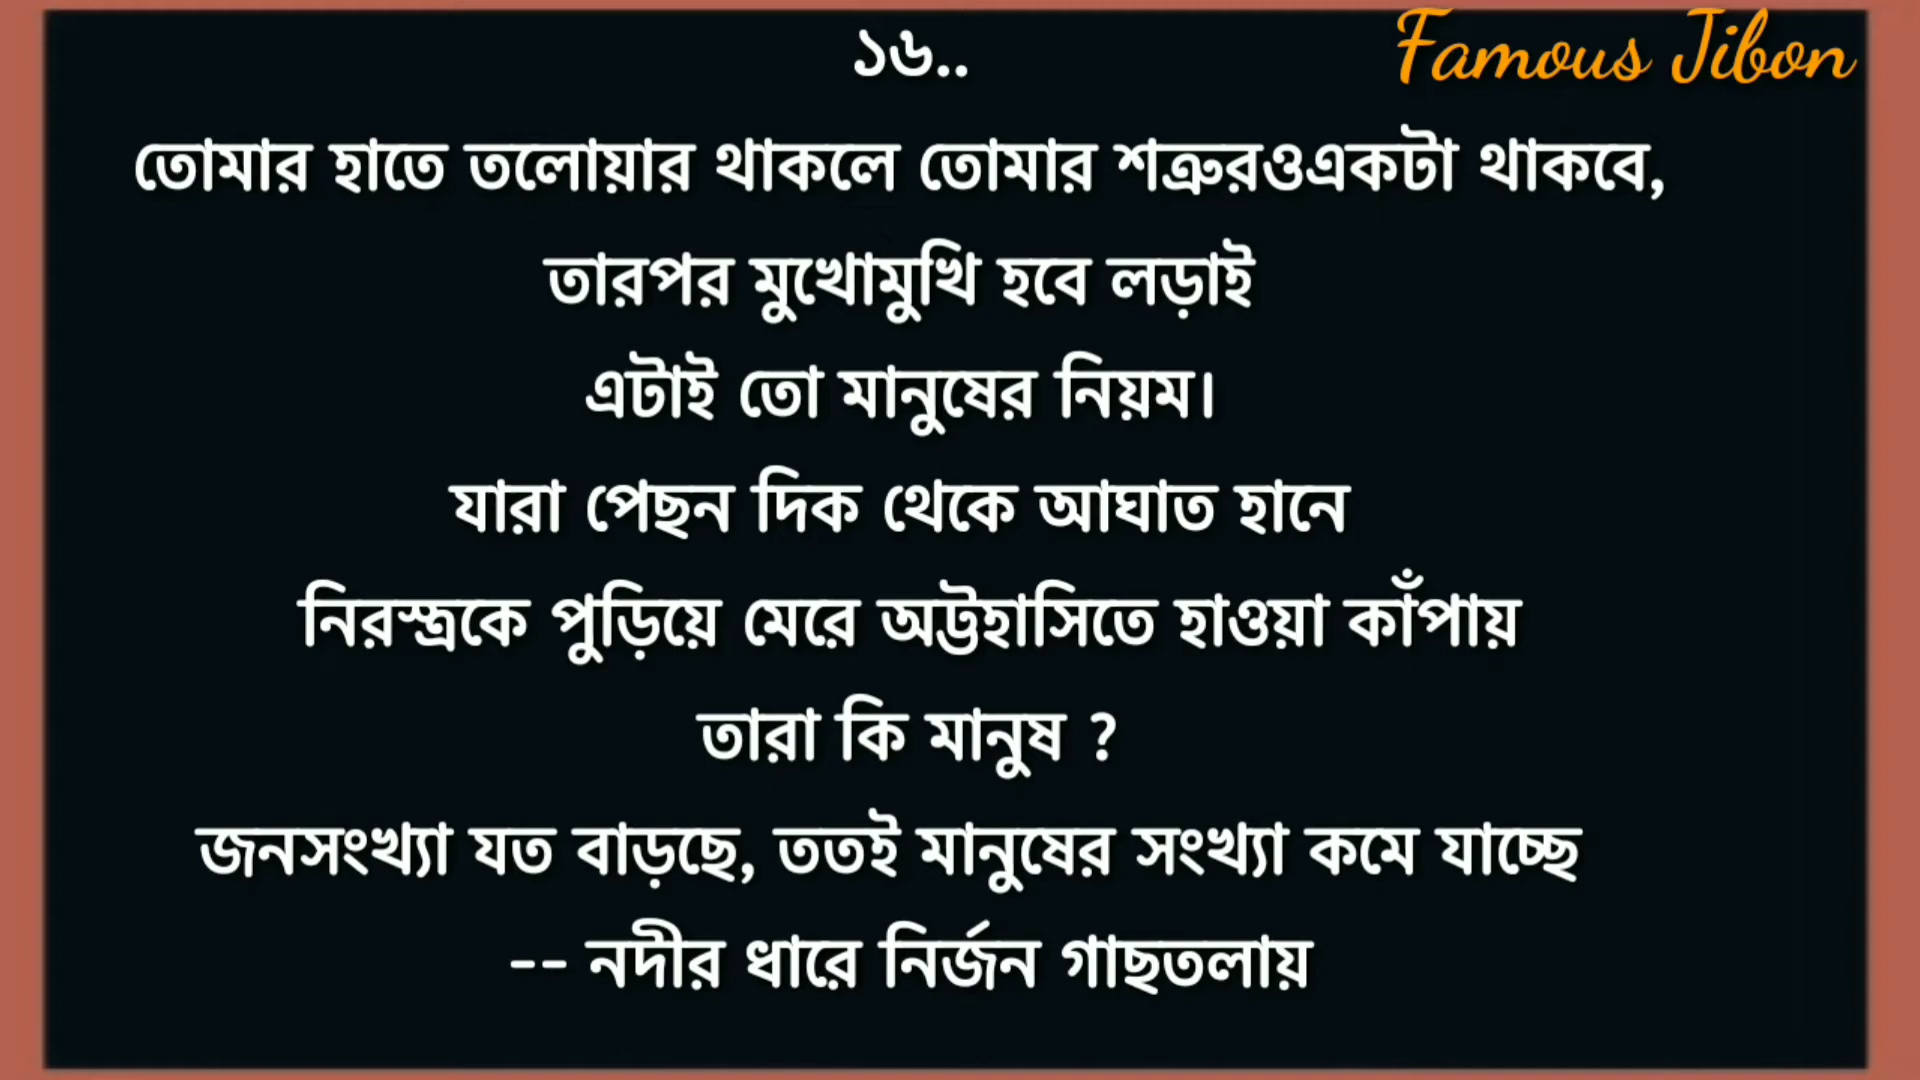 ১৬..
Famous Jibon
তোমার হাতে তলোয়ার থাকলে তোমার শত্রুরওএকটা থাকবে,
তারপর মুখোমুখি হবে লড়াই
এটাই তো মানুষের নিয়ম।
যারা পেছন দিক থেকে আঘাত হানে
নিরস্ত্রকে পুড়িয়ে মেরে অট্টহাসিতে হাওয়া কাঁপায়
তারা কি মানুষ ?
জনসংখ্যা যত বাড়ছে, ততই মানুষের সংখ্যা কমে যাচ্ছে
-- নদীর ধারে নির্জন গাছতলায়